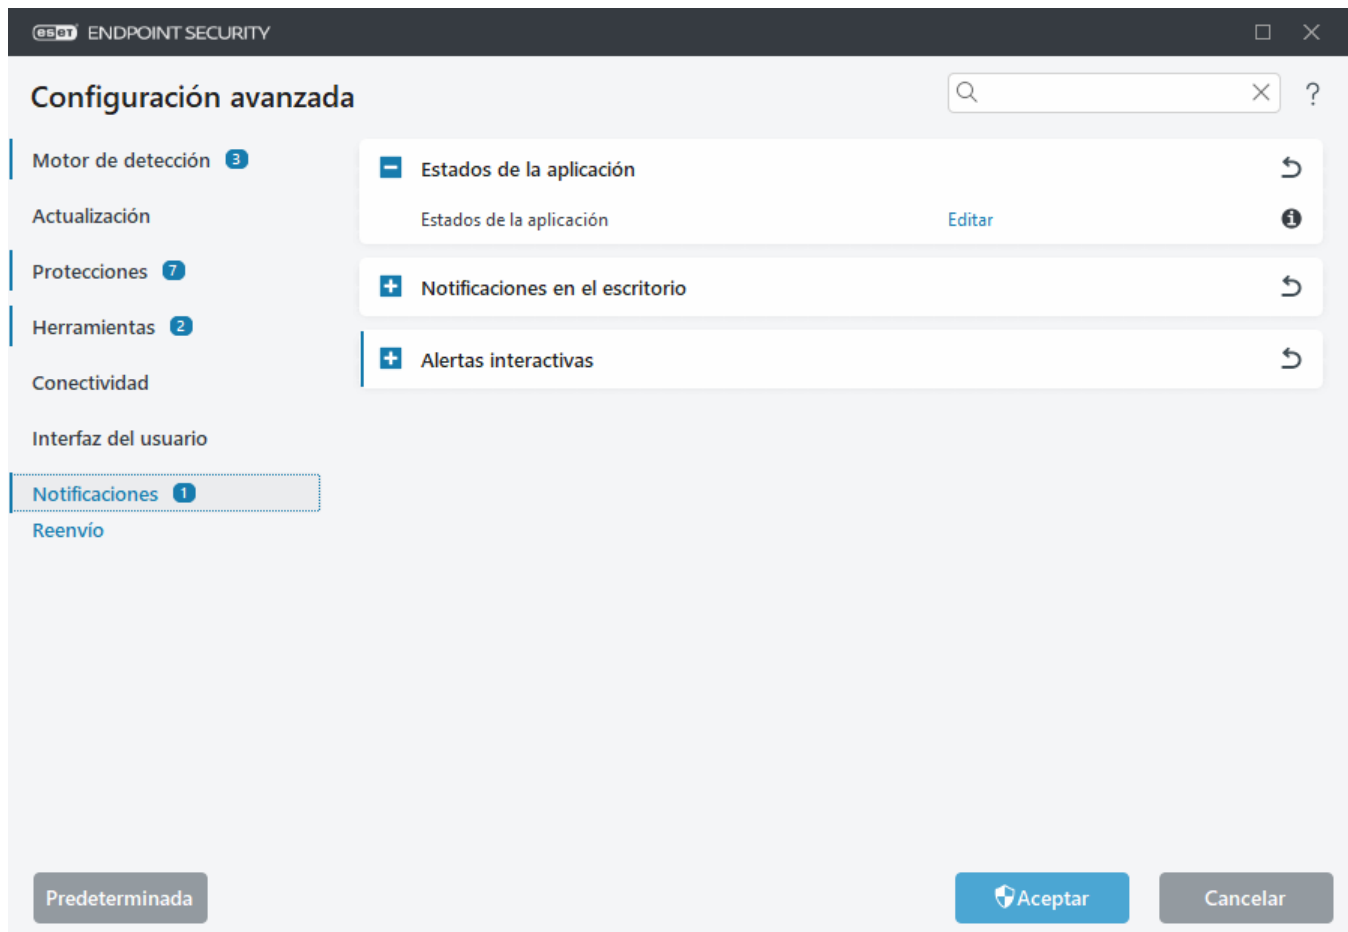 eset ENDPOINT SECURITY
Configuración avanzada
?
Motor de detección 3
Actualización
Protecciones 7
Herramientas 2
Conectividad
Interfaz del usuario
Notificaciones 1
Reenvío
Estados de la aplicación
Estados de la aplicación Editar
Notificaciones en el escritorio
Alertas interactivas
Predeterminada
Aceptar
Cancelar